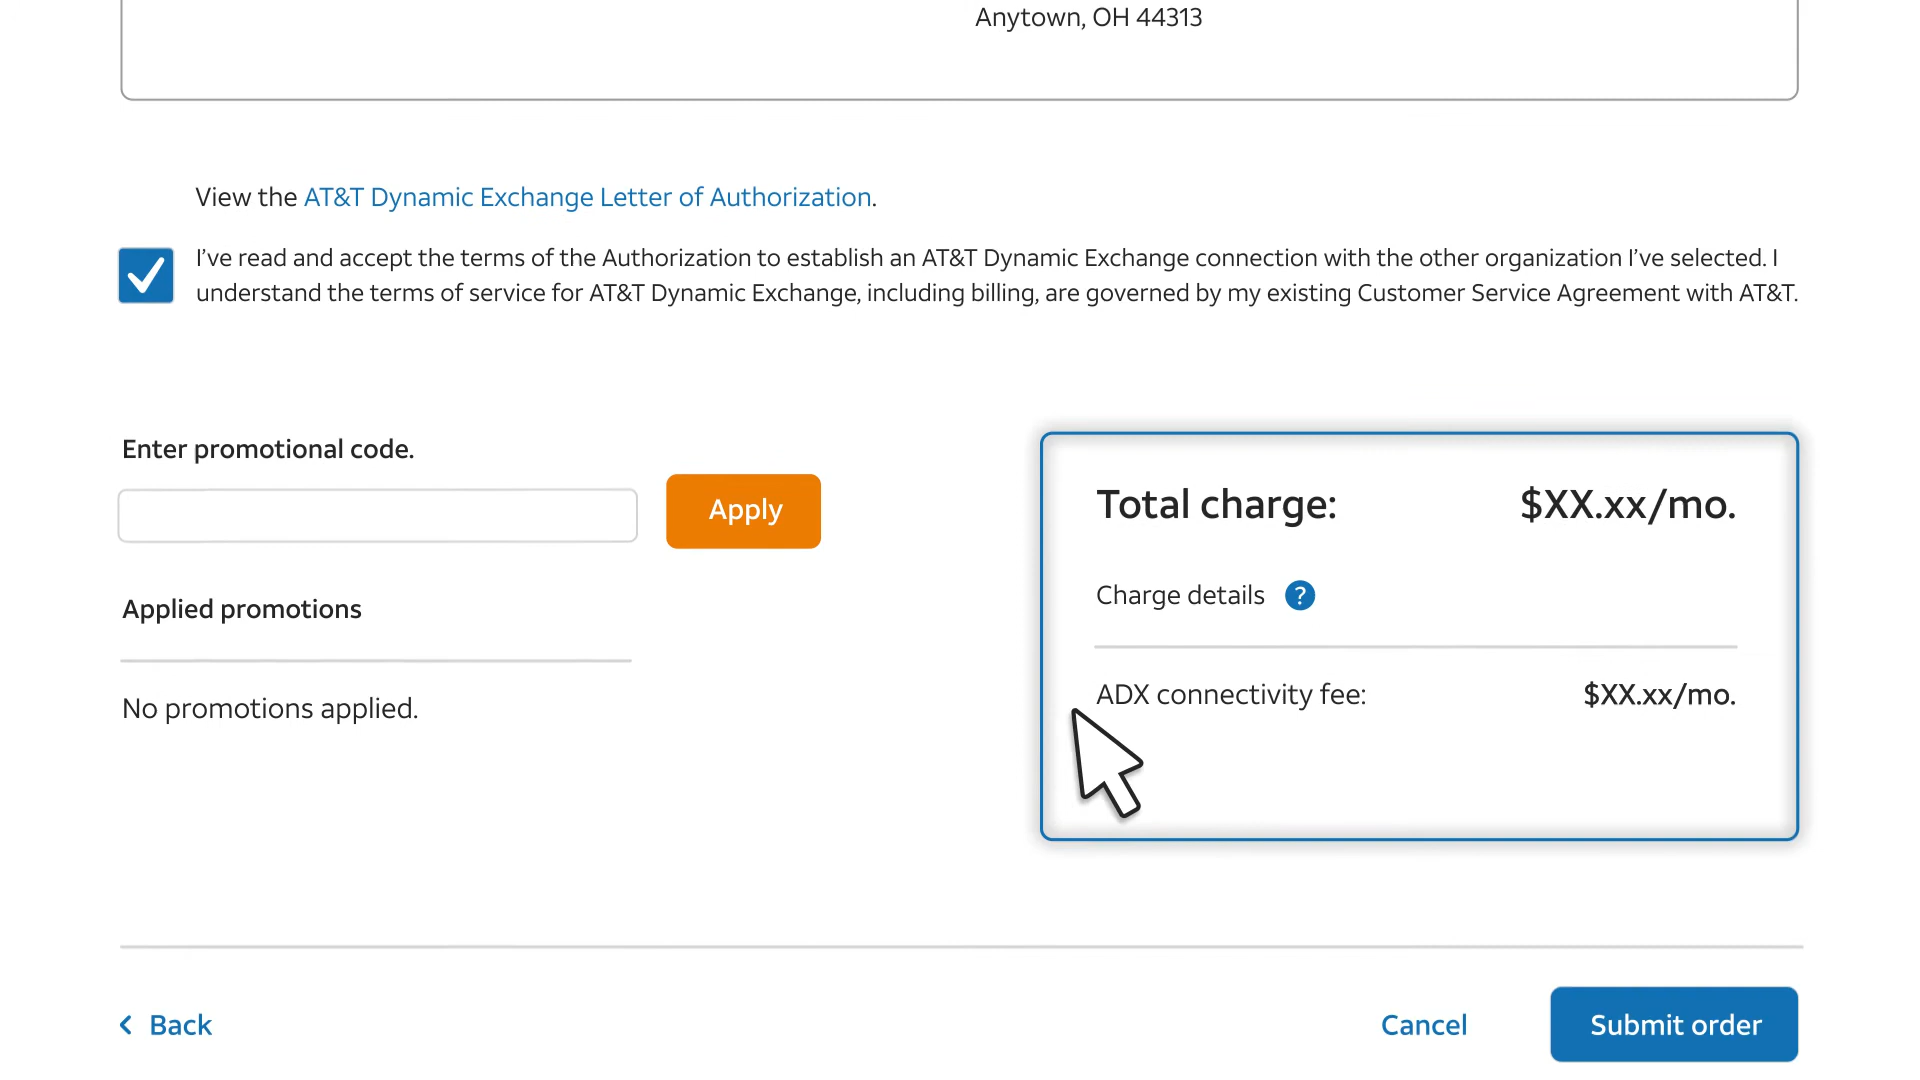 Anytown, OH 44313
View the AT&T Dynamic Exchange Letter of Authorization.
I’ve read and accept the terms of the Authorization to establish an AT&T Dynamic Exchange connection with the other organization I’ve selected. I
understand the terms of service for AT&T Dynamic Exchange, including billing, are governed by my existing Customer Service Agreement with AT&T.
Enter promotional code.
Apply
Applied promotions
No promotions applied.
Total charge: $XX.xx/mo.
Charge details ?
ADX connectivity fee: $XX.xx/mo.
Back
Cancel
Submit order